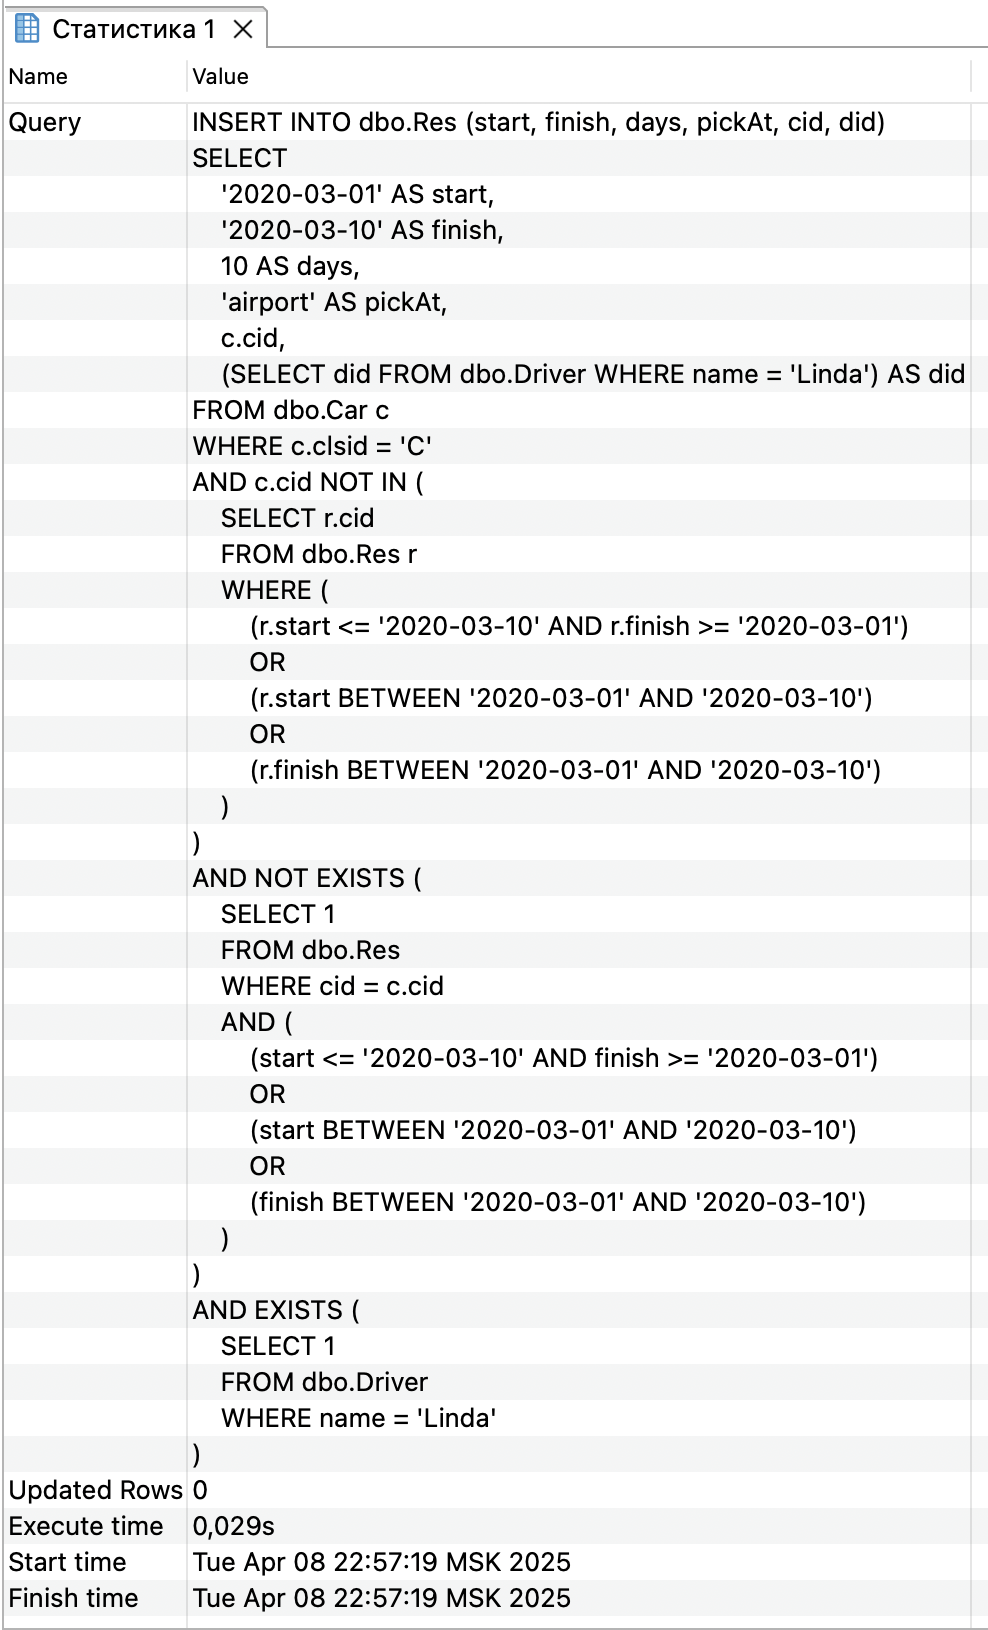 Статистика 1
Name Value
Query INSERT INTO dbo.Res (start, finish, days, pickAt, cid, did)
SELECT
'2020-03-01' AS start,
'2020-03-10' AS finish,
10 AS days,
'airport' AS pickAt,
c.cid,
(SELECT did FROM dbo.Driver WHERE name = 'Linda') AS did
FROM dbo.Car c
WHERE c.clsid = 'C'
AND c.cid NOT IN (
SELECT r.cid
FROM dbo.Res r
WHERE (
(r.start <= '2020-03-10' AND r.finish >= '2020-03-01')
OR
(r.start BETWEEN '2020-03-01' AND '2020-03-10')
OR
(r.finish BETWEEN '2020-03-01' AND '2020-03-10')
)
)
AND NOT EXISTS (
SELECT 1
FROM dbo.Res
WHERE cid = c.cid
AND (
(start <= '2020-03-10' AND finish >= '2020-03-01')
OR
(start BETWEEN '2020-03-01' AND '2020-03-10')
OR
(finish BETWEEN '2020-03-01' AND '2020-03-10')
)
)
AND EXISTS (
SELECT 1
FROM dbo.Driver
WHERE name = 'Linda'
)
Updated Rows 0
Execute time 0,029s
Start time Tue Apr 08 22:57:19 MSK 2025
Finish time Tue Apr 08 22:57:19 MSK 2025